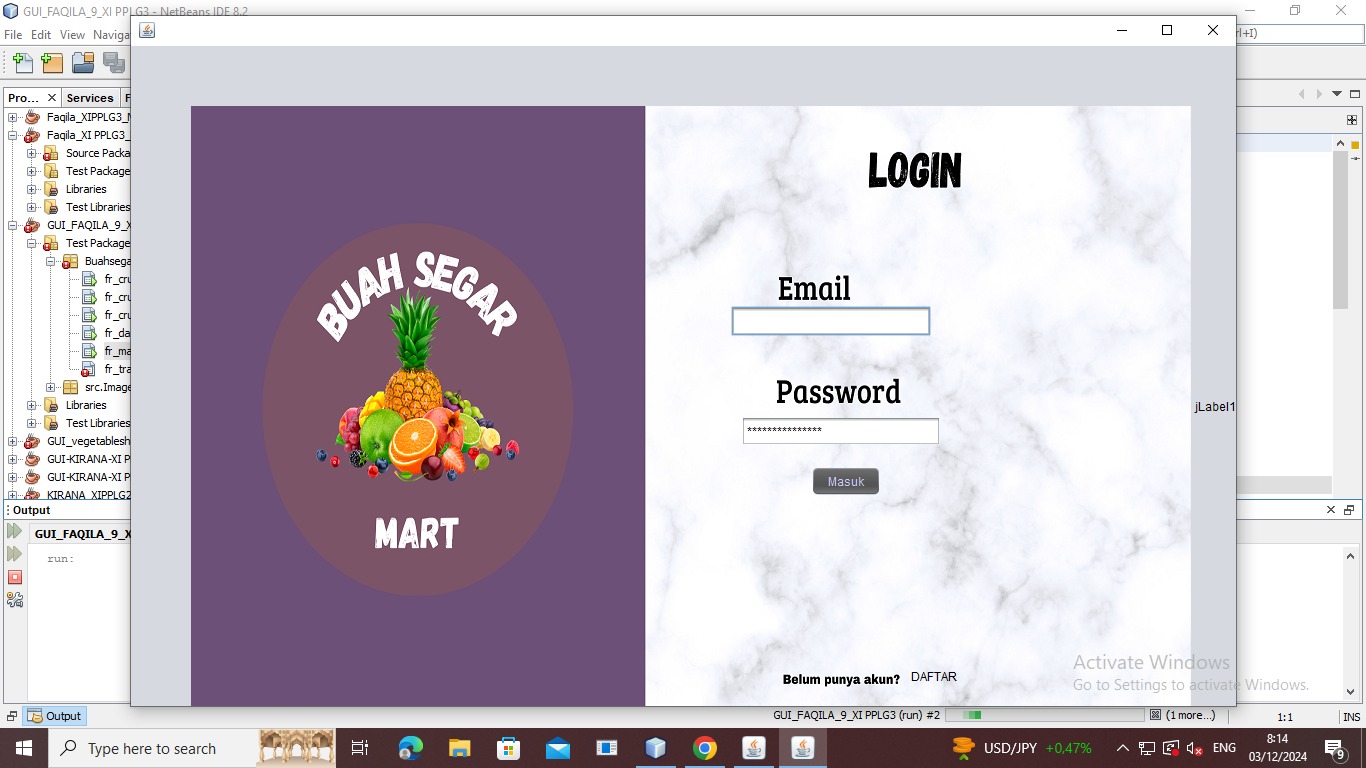 GUI_FAQILA_9_XI PPLG3 - NetBeans IDE 8.2
File Edit View Naviga
rl+I)
Pro... Services F
Faqila_XIPPLG3_M
Faqila_XI PPLG3_
Source Packa
Test Package
Libraries
Test Libraries
GUI_FAQILA_9_X
Test Package
Buahsega
fr_cru
fr_cru
fr_cru
fr_da
fr_ma
fr_tra
src.Image
Libraries
Test Libraries
GUI_vegetablesh
GUI-KIRANA-XI P
GUI-KIRANA-XI P
KIRANA_XIPPLG2
BUAH SEGAR
MART
LOGIN
Email
Password
***************
Masuk
jLabel1
Belum punya akun? DAFTAR
Activate Windows
Go to Settings to activate Windows.
Output
GUI_FAQILA_9_X
run:
Output
GUI_FAQILA_9_XI PPLG3 (run) #2
(1 more...)
1:1
INS
Type here to search
USD/JPY +0,47%
ENG
8:14
03/12/2024
9